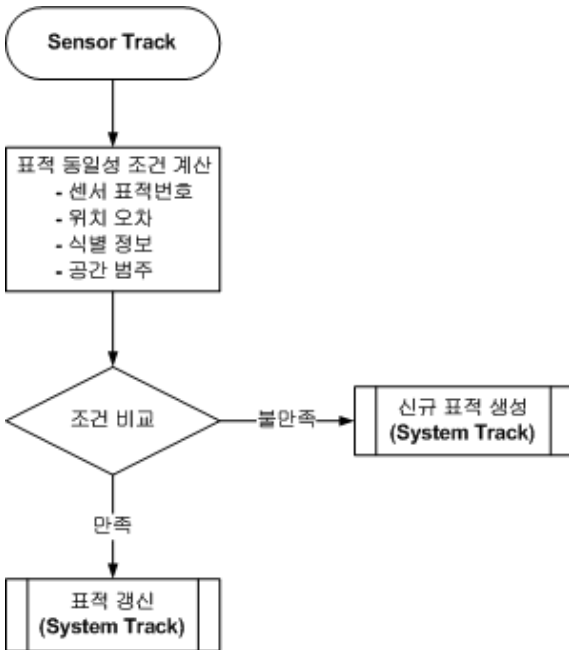 Sensor Track
표적 동일성 조건 계산
- 센서 표적번호
- 위치 오차
- 식별 정보
- 공간 범주
조건 비교
불만족
신규 표적 생성
(System Track)
만족
표적 갱신
(System Track)